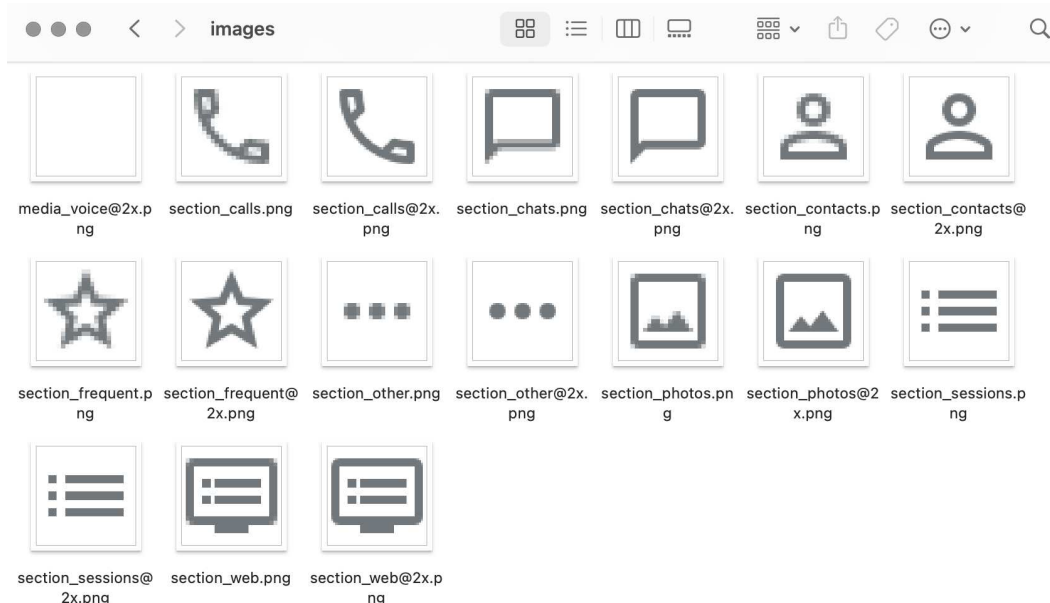 images
media_voice@2x.p section_calls.png section_calls@2x. section_chats.png section_chats@2x. section_contacts.p section_contacts@
ng png png ng 2x.png
section_frequent.p section_frequent@ section_other.png section_other@2x. section_photos.pn section_photos@2 section_sessions.p
ng 2x.png png g x.png ng
section_sessions@ section_web.png section_web@2x.p
2x.png ng